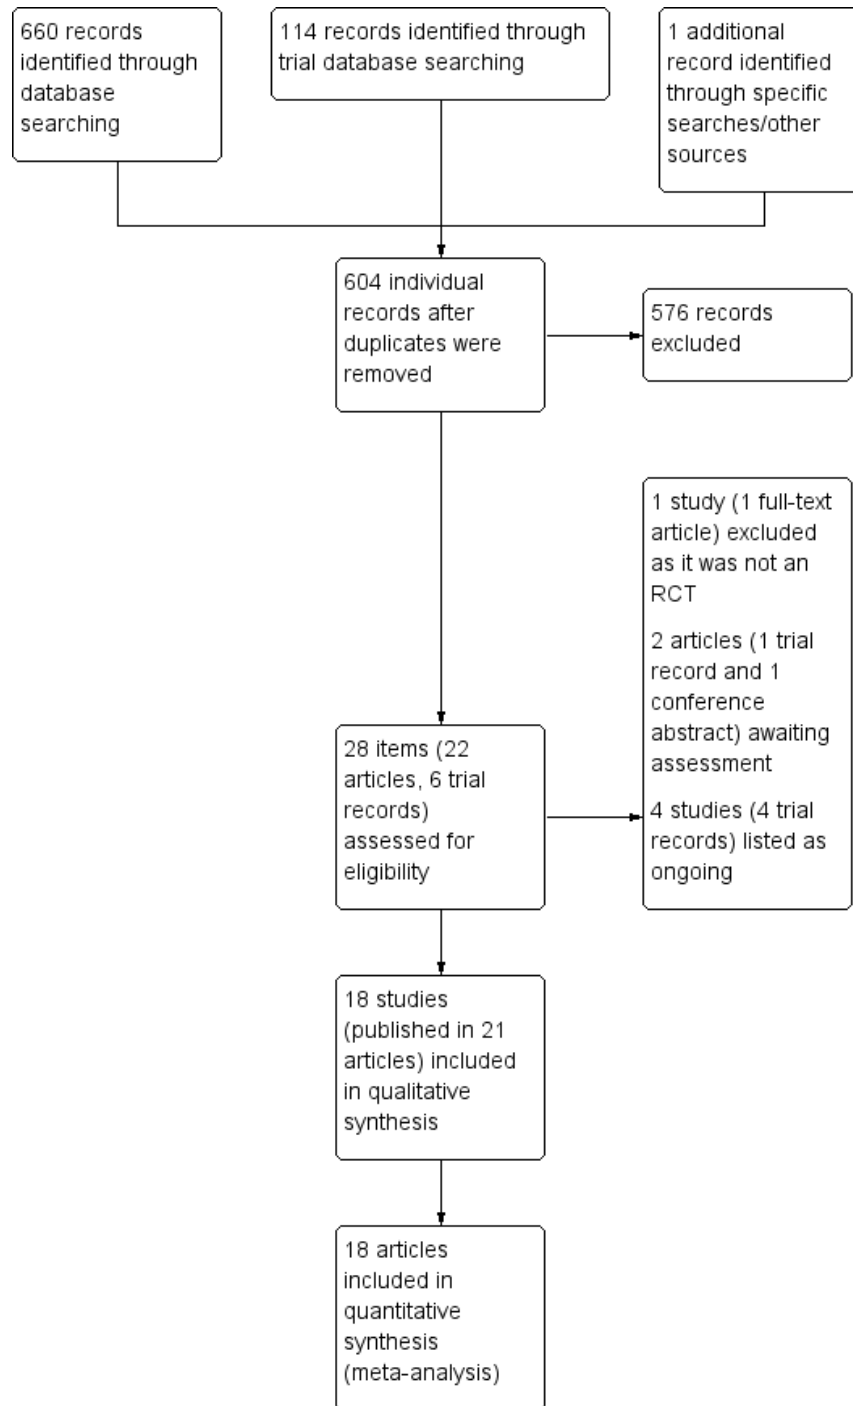 660 records
identified through
database
searching
114 records identified through
trial database searching
1 additional
record identified
through specific
searches/other
sources
604 individual
records after
duplicates were
removed
576 records
excluded
1 study (1 full-text
article) excluded
as it was not an
RCT
2 articles (1 trial
record and 1
conference
abstract) awaiting
assessment
4 studies (4 trial
records) listed as
ongoing
28 items (22
articles, 6 trial
records)
assessed for
eligibility
18 studies
(published in 21
articles) included
in qualitative
synthesis
18 articles
included in
quantitative
synthesis
(meta-analysis)